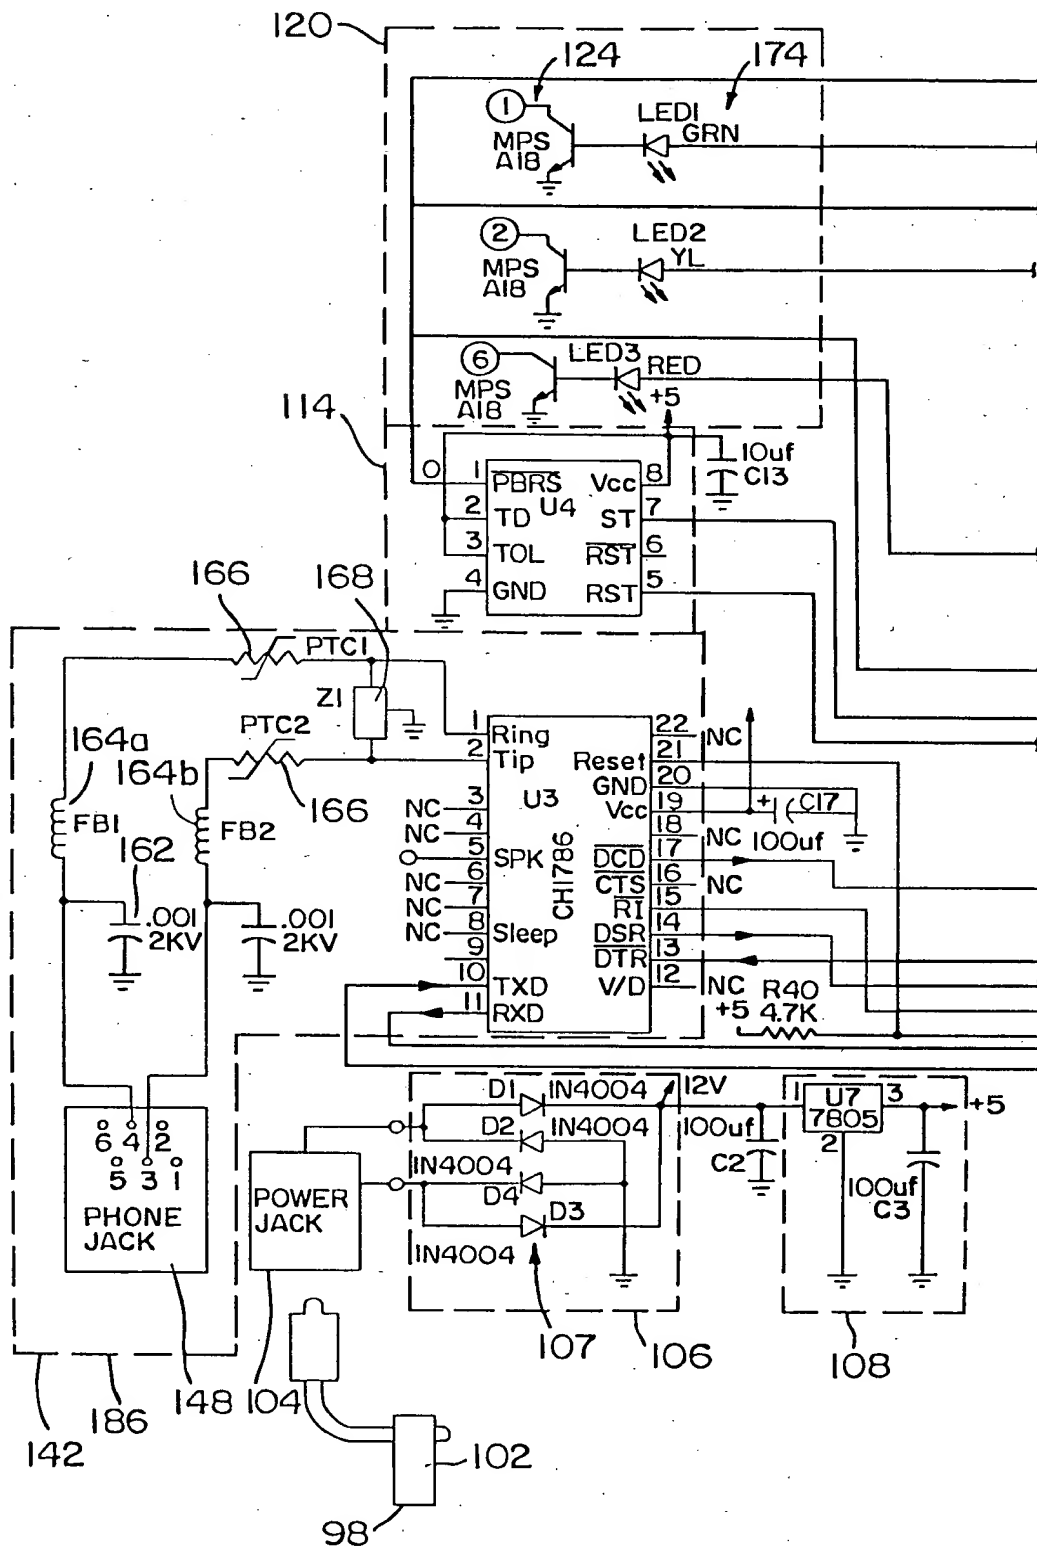 120
124
174
1
LED1
GRN
MPS
A18
2
LED2
YL
MPS
A18
6
LED3
RED
MPS
A18
+5
114
0
1 PBRS
U4
Vcc 8
10uf
C13
2 TD
ST 7
3 TOL
RST 6
4 GND
RST 5
166
168
PTC1
Z1
PTC2
1 Ring
2 Tip
22 NC
Reset 21
GND 20
U3
Vcc 19
+ C17
100uf
164a
164b
166
FB1
FB2
NC 3
NC 4
18 NC
5 SPK
DCD 17
CH1786
NC 6
CTS 16 NC
NC 7
RI 15
162
.001
2KV
.001
2KV
NC 8 Sleep
DSR 14
9
DTR 13
10 TXD
V/D 12 NC
11 RXD
R40
+5 4.7K
D1 1N4004
12V
D2 1N4004
1N4004
D4
D3
1N4004
100uf
C2
1 U7 3
7805
2
+5
100uf
C3
6 4 2
5 3 1
PHONE
JACK
POWER
JACK
107
106
108
142
186
148
104
102
98